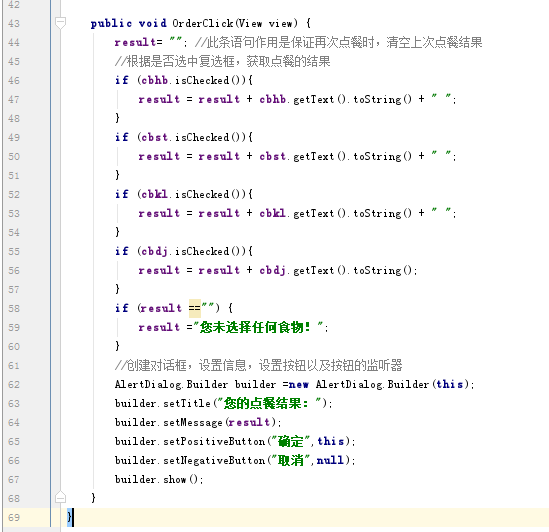 42
43 public void OrderClick(View view) {
44 result= ""; //此条语句作用是保证再次点餐时，清空上次点餐结果
45 //根据是否选中复选框，获取点餐的结果
46 if (cbhb.isChecked()){
47 result = result + cbhb.getText().toString() + " ";
48 }
49 if (cbst.isChecked()){
50 result = result + cbst.getText().toString() + " ";
51 }
52 if (cbkl.isChecked()){
53 result = result + cbkl.getText().toString() + " ";
54 }
55 if (cbdj.isChecked()){
56 result = result + cbdj.getText().toString();
57 }
58 if (result =="") {
59 result ="您未选择任何食物！";
60 }
61 //创建对话框，设置信息，设置按钮以及按钮的监听器
62 AlertDialog.Builder builder =new AlertDialog.Builder(this);
63 builder.setTitle("您的点餐结果：");
64 builder.setMessage(result);
65 builder.setPositiveButton("确定",this);
66 builder.setNegativeButton("取消",null);
67 builder.show();
68 }
69 }